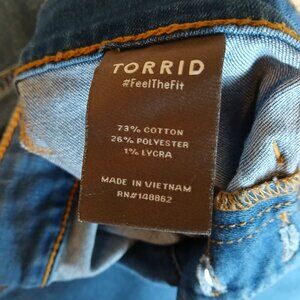 TORRID
#FeelTheFit
73% COTTON
26% POLYESTER
1% LYCRA
MADE IN VIETNAM
RN#148862